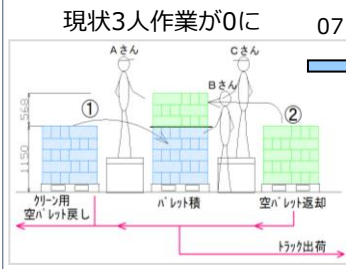 現状3人作業が0に
07
Aさん
Cさん
Bさん
①
②
568
1150
クリーン用
空パレット戻し
パレット積
空パレット返却
トラック出荷